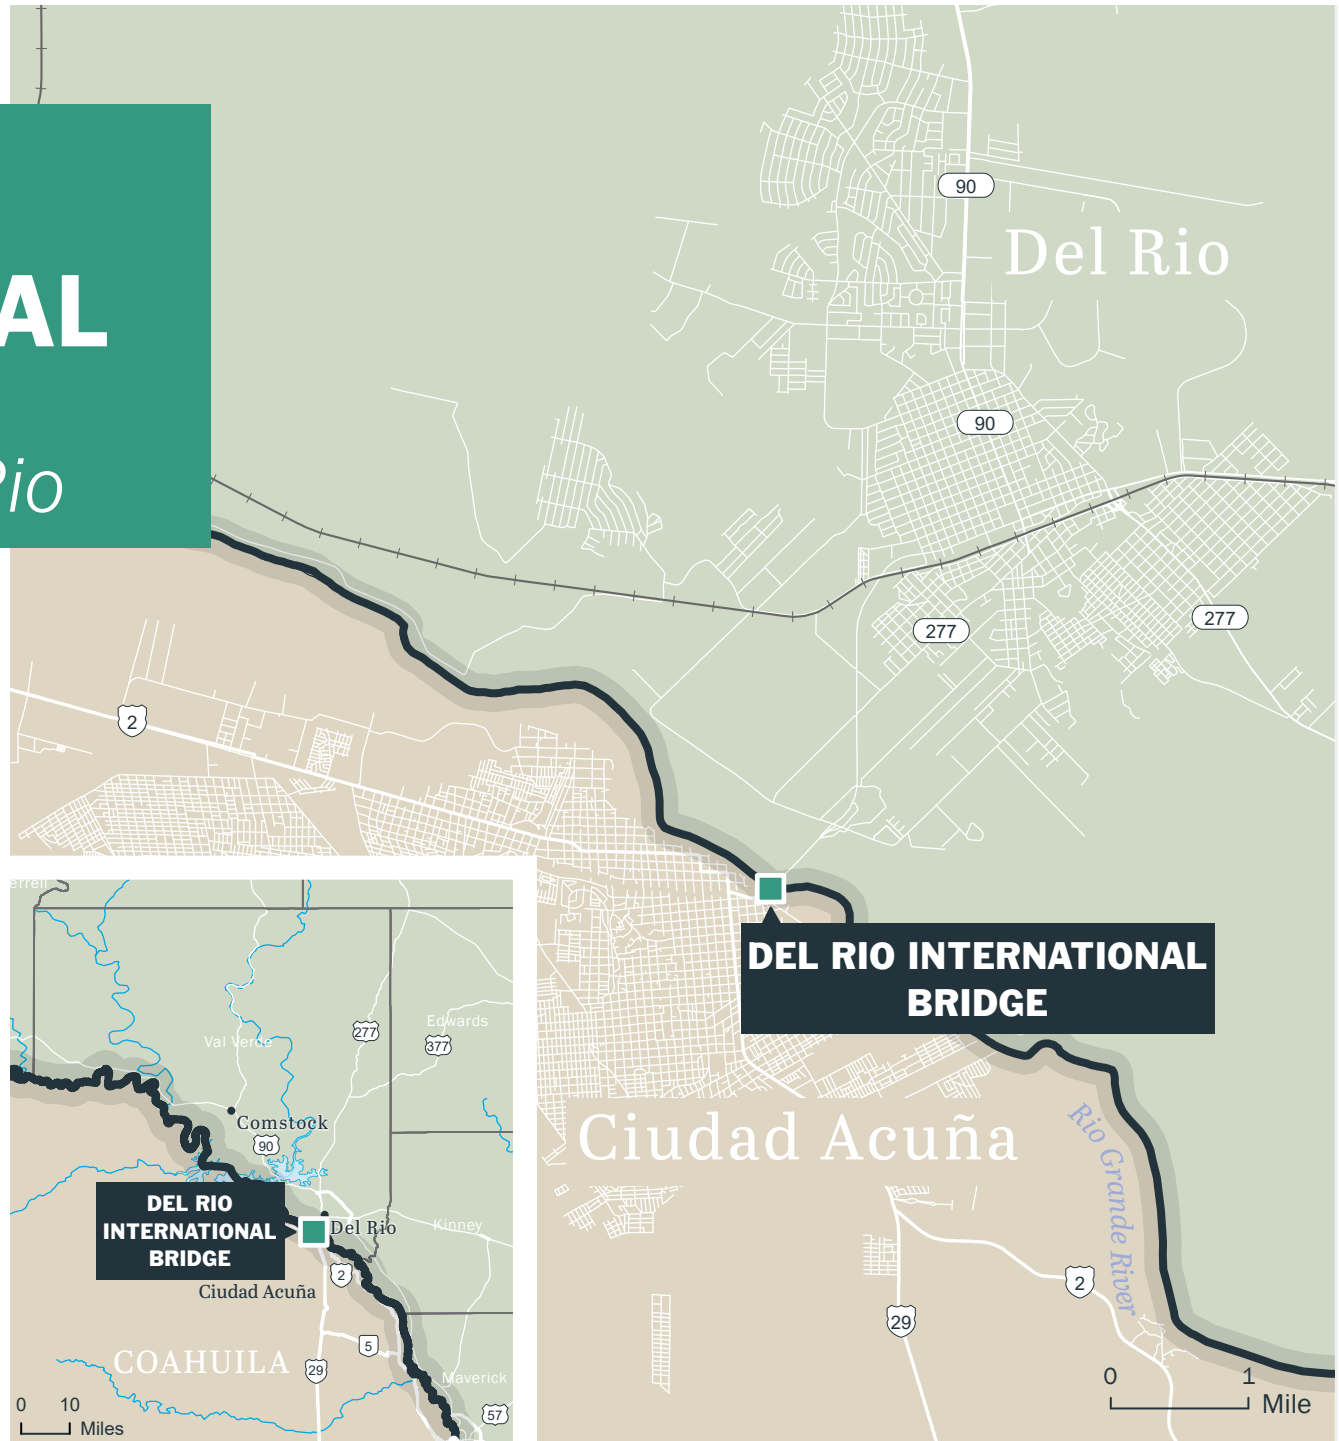 AL
Rio
90
Del Rio
90
277
277
2
DEL RIO INTERNATIONAL
BRIDGE
Ciudad Acuña
Rio Grande River
2
29
0 1
Mile
Val Verde
277
Edwards
377
Comstock
90
DEL RIO
INTERNATIONAL
BRIDGE
Del Rio
Kinney
2
Ciudad Acuña
5
COAHUILA
29
Maverick
57
0 10
Miles